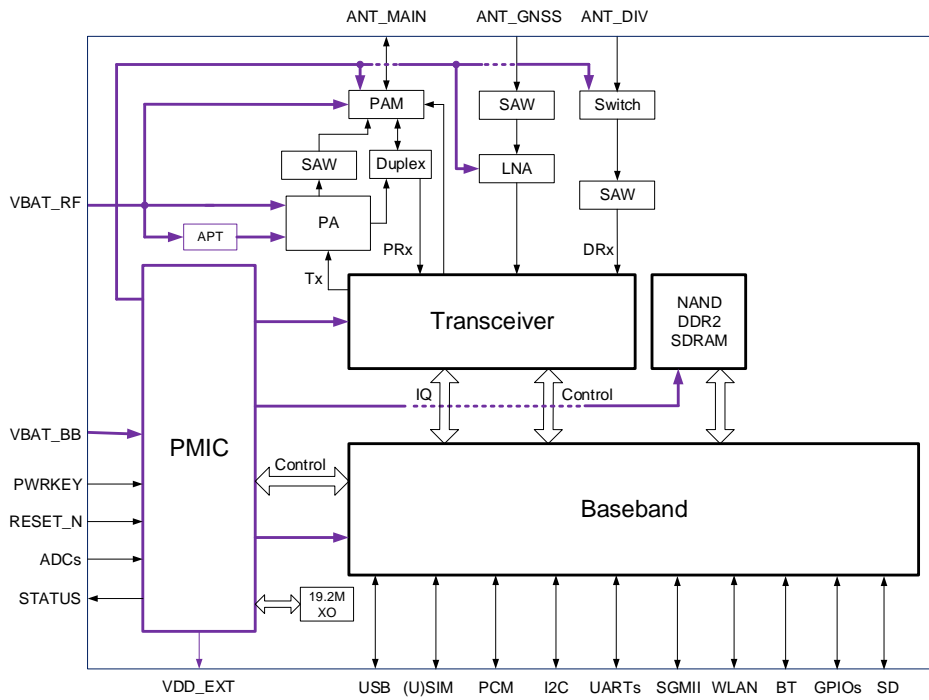 ANT_MAIN
ANT_GNSS
ANT_DIV
PAM
SAW
Switch
SAW
Duplex
LNA
SAW
VBAT_RF
PA
APT
PRx
DRx
Tx
Transceiver
NAND
DDR2
SDRAM
IQ
Control
VBAT_BB
PMIC
Control
PWRKEY
Baseband
RESET_N
ADCs
STATUS
19.2M
XO
VDD_EXT
USB
(U)SIM
PCM
I2C
UARTs
SGMII
WLAN
BT
GPIOs
SD